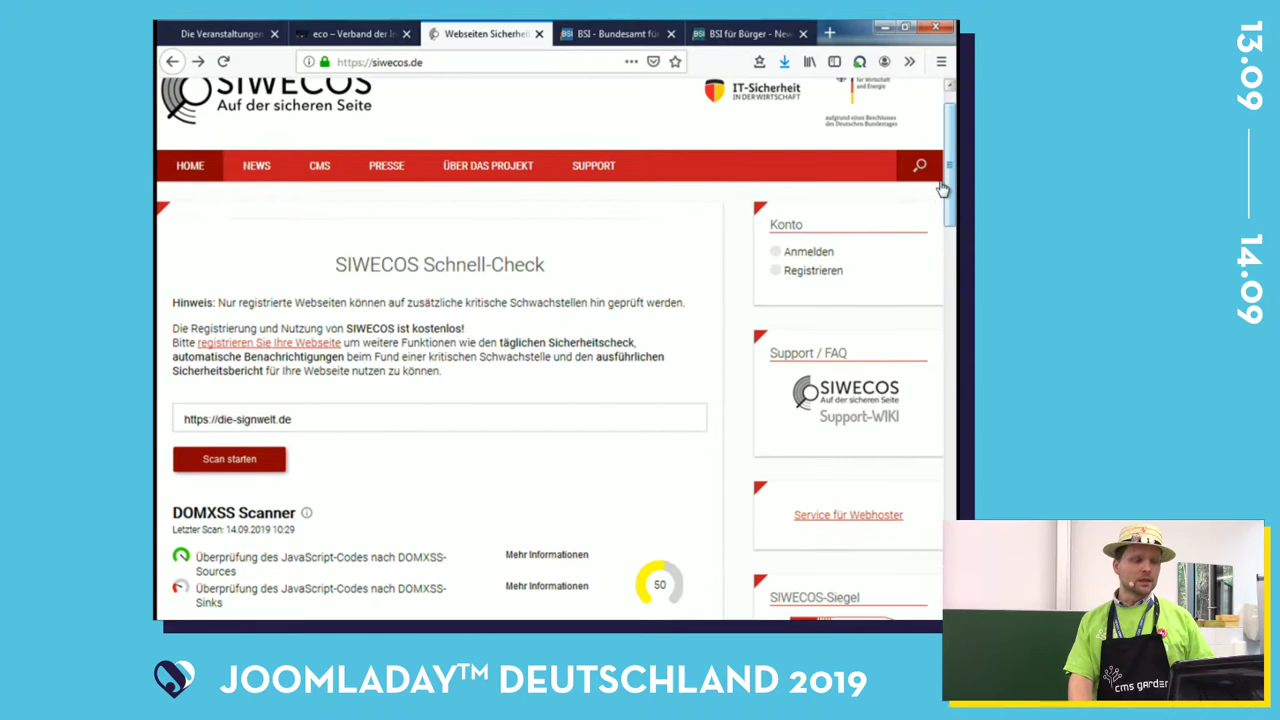 Die Veranstaltungen
eco – Verband der In
Webseiten Sicherheit
BSI - Bundesamt für
BSI für Bürger - New
https://siwecos.de
SIWECOS
Auf der sicheren Seite
IT-Sicherheit
IN DER WIRTSCHAFT
für Wirtschaft
und Energie
aufgrund eines Beschlusses
des Deutschen Bundestages
HOME NEWS CMS PRESSE ÜBER DAS PROJEKT SUPPORT
SIWECOS Schnell-Check
Hinweis: Nur registrierte Webseiten können auf zusätzliche kritische Schwachstellen hin geprüft werden.
Die Registrierung und Nutzung von SIWECOS ist kostenlos!
Bitte registrieren Sie Ihre Webseite um weitere Funktionen wie den täglichen Sicherheitscheck,
automatische Benachrichtigungen beim Fund einer kritischen Schwachstelle und den ausführlichen
Sicherheitsbericht für Ihre Webseite nutzen zu können.
https://die-signwelt.de
Scan starten
DOMXSS Scanner
Letzter Scan: 14.09.2019 10:29
Überprüfung des JavaScript-Codes nach DOMXSS-
Sources
Mehr Informationen
Überprüfung des JavaScript-Codes nach DOMXSS-
Sinks
Mehr Informationen
50
Konto
Anmelden
Registrieren
Support / FAQ
SIWECOS
Auf der sicheren Seite
Support-WIKI
Service für Webhoster
SIWECOS-Siegel
13.09
14.09
cms garden
JOOMLADAY™ DEUTSCHLAND 2019